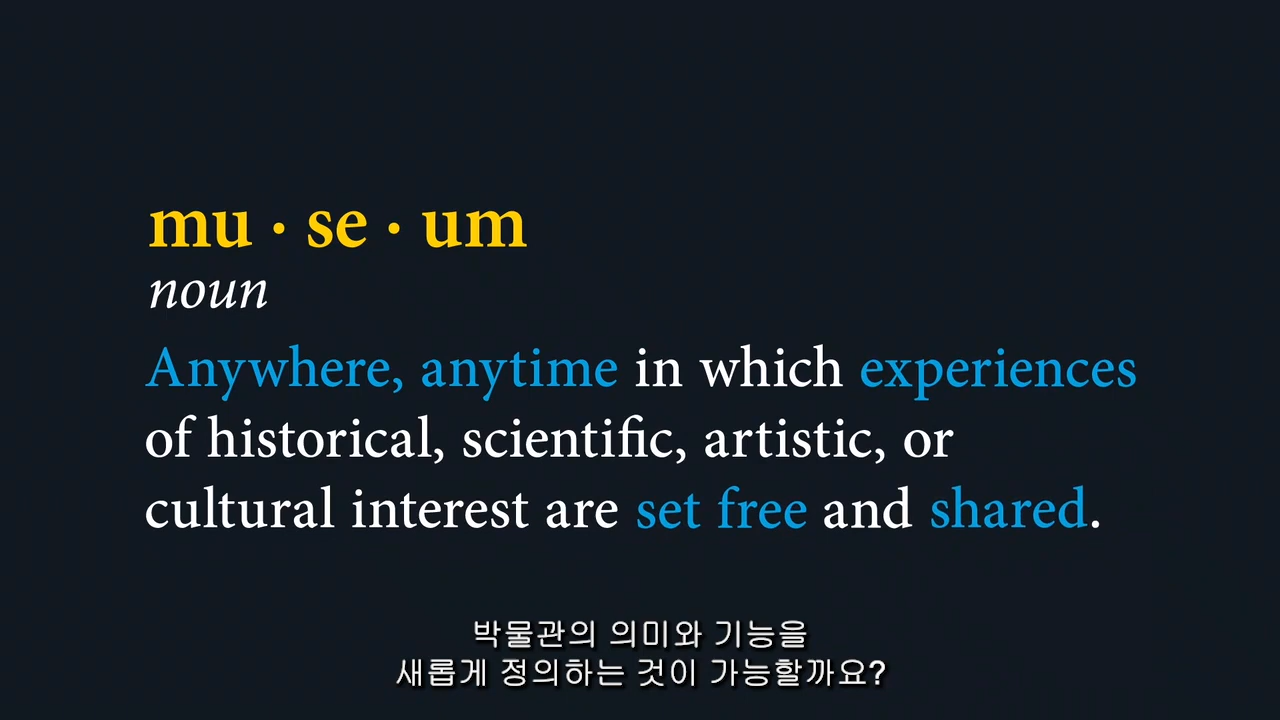 mu · se · um
noun
Anywhere, anytime in which experiences
of historical, scientific, artistic, or
cultural interest are set free and shared.
박물관의 의미와 기능을
새롭게 정의하는 것이 가능할까요?